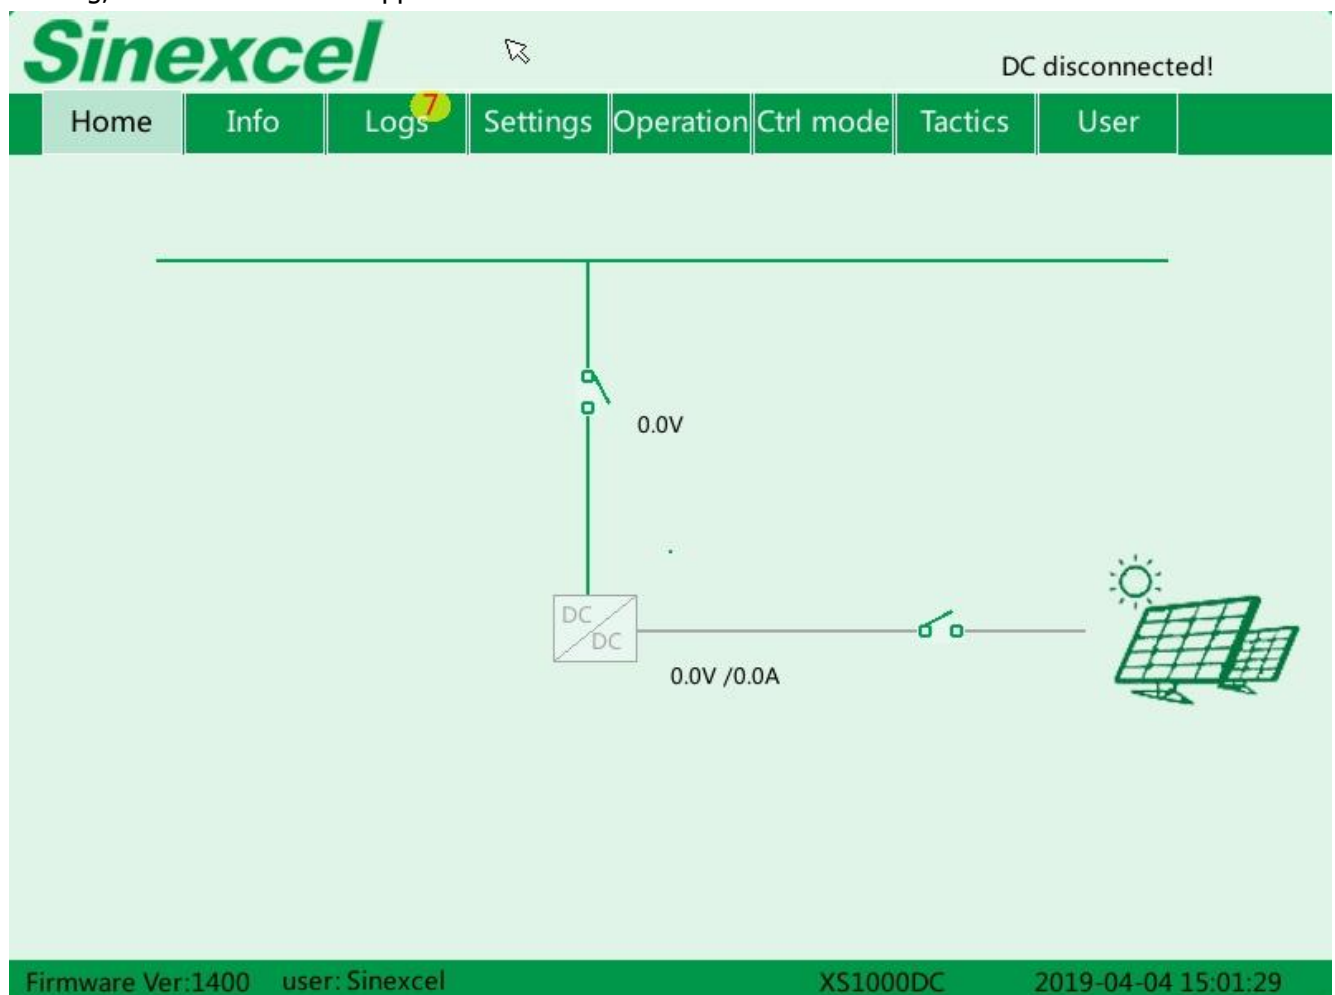 Sinexcel
DC disconnected!
Home Info Logs 7 Settings Operation Ctrl mode Tactics User
0.0V
DC
DC
0.0V /0.0A
Firmware Ver:1400 user: Sinexcel XS1000DC 2019-04-04 15:01:29